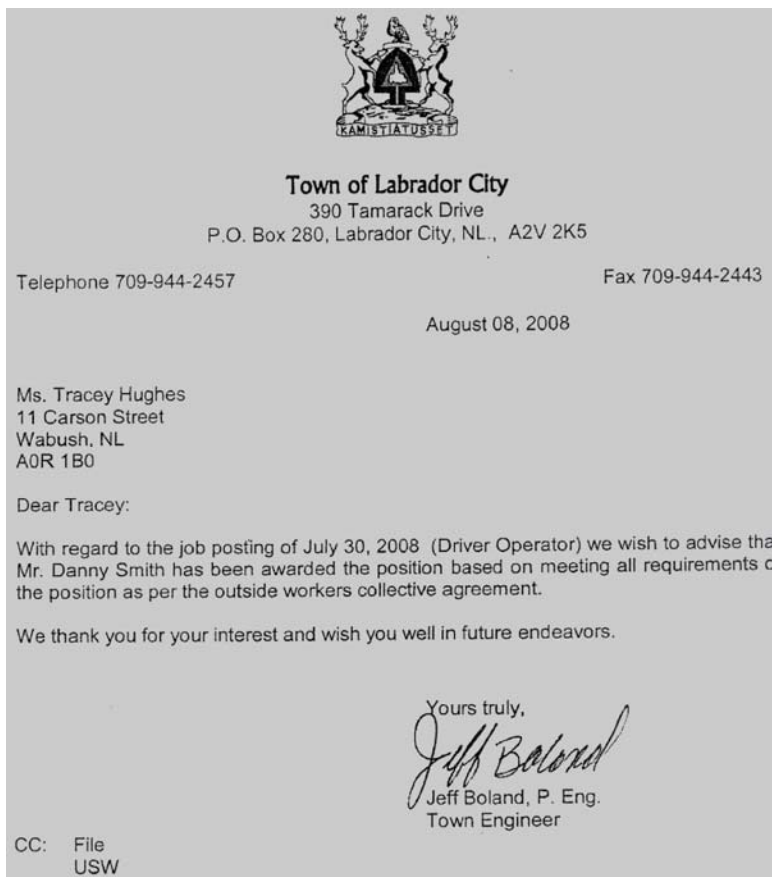 KAMISTIATUSSET
Town of Labrador City
390 Tamarack Drive
P.O. Box 280, Labrador City, NL., A2V 2K5
Telephone 709-944-2457 Fax 709-944-2443
August 08, 2008
Ms. Tracey Hughes
11 Carson Street
Wabush, NL
A0R 1B0
Dear Tracey:
With regard to the job posting of July 30, 2008 (Driver Operator) we wish to advise tha
Mr. Danny Smith has been awarded the position based on meeting all requirements o
the position as per the outside workers collective agreement.
We thank you for your interest and wish you well in future endeavors.
Yours truly,
Jeff Boland
Jeff Boland, P. Eng.
Town Engineer
CC: File
USW